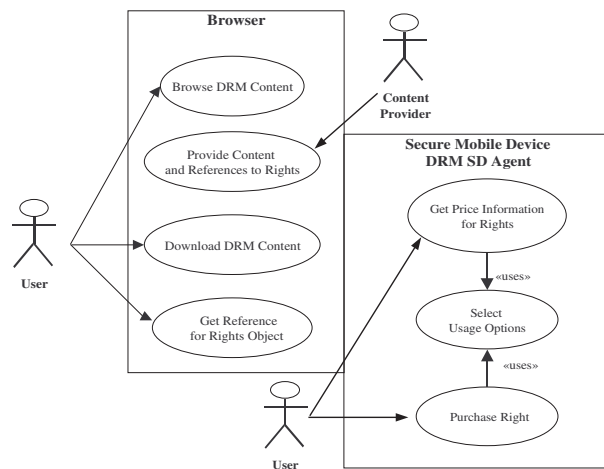 Browser
Browse DRM Content
Content
Provider
Provide Content
and References to Rights
Secure Mobile Device
DRM SD Agent
Get Price Information
for Rights
Download DRM Content
User
«uses»
Get Reference
for Rights Object
Select
Usage Options
«uses»
Purchase Right
User